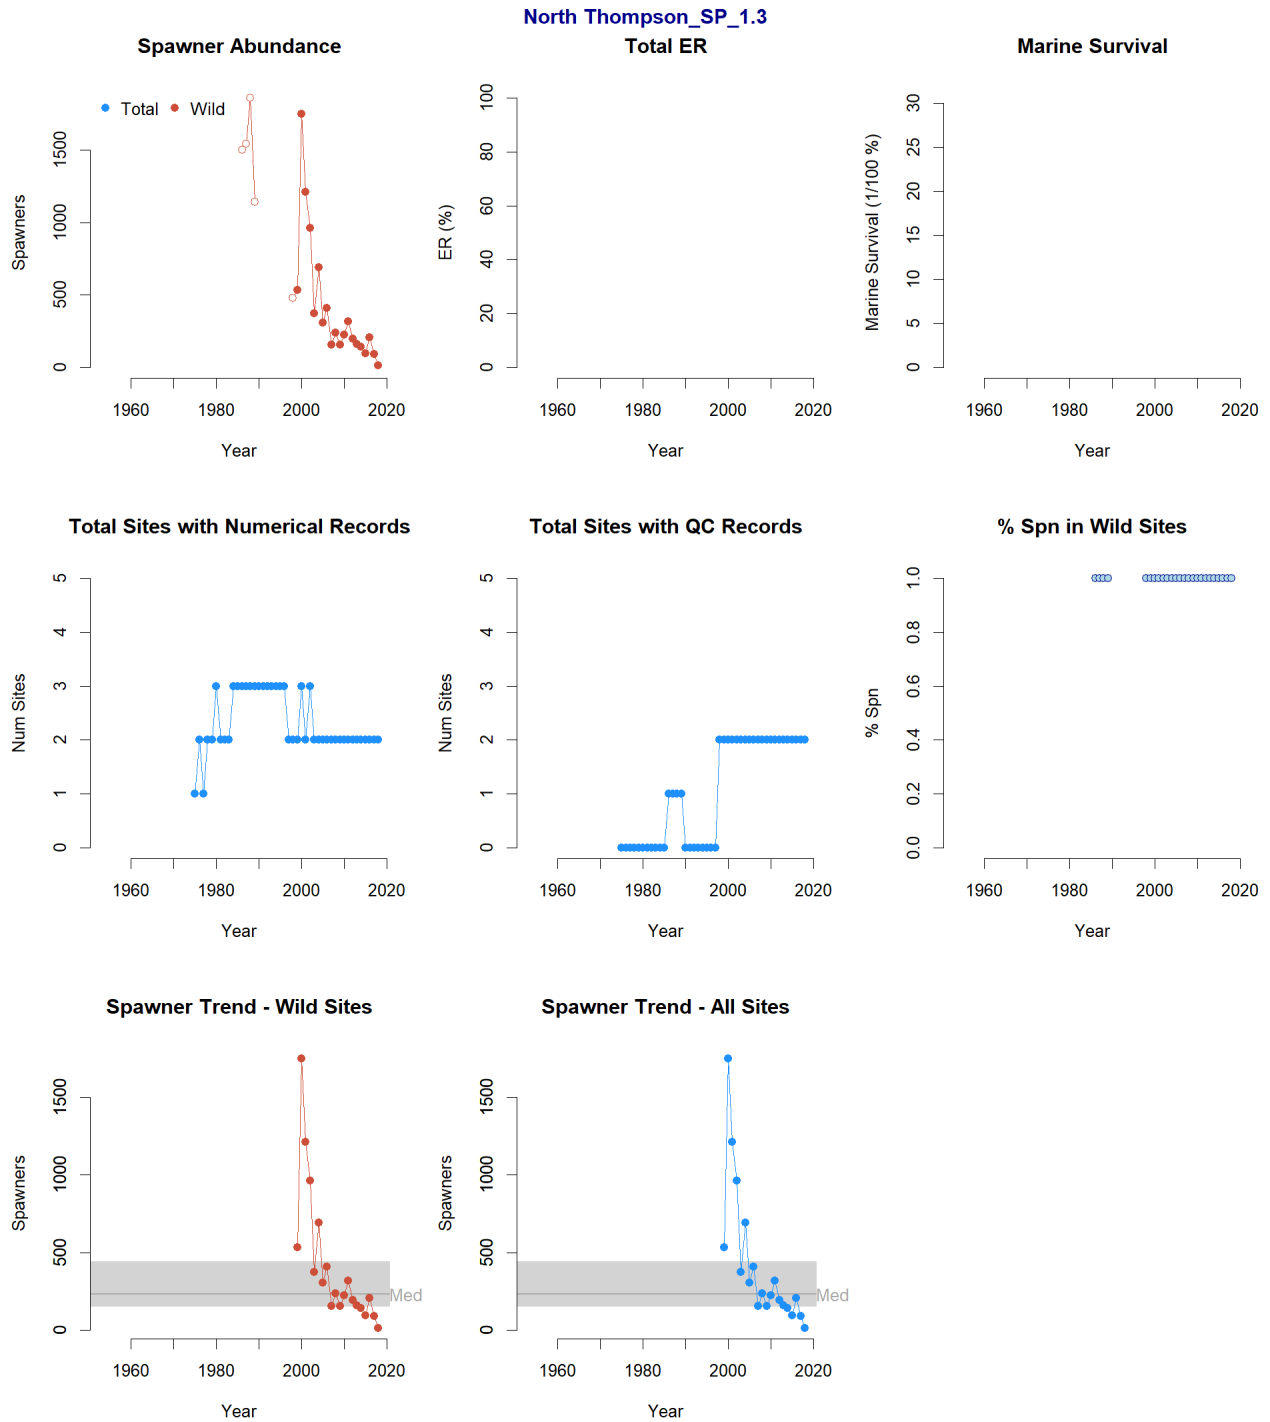 North Thompson_SP_1.3
Spawner Abundance
Total
Wild
Spawners
0
500
1000
1500
1960
1980
2000
2020
Year
Total ER
ER (%)
0
20
40
60
80
100
1960
1980
2000
2020
Year
Marine Survival
Marine Survival (1/100 %)
0
5
10
15
20
25
30
1960
1980
2000
2020
Year
Total Sites with Numerical Records
Num Sites
0
1
2
3
4
5
1960
1980
2000
2020
Year
Total Sites with QC Records
Num Sites
0
1
2
3
4
5
1960
1980
2000
2020
Year
% Spn in Wild Sites
% Spn
0.0
0.2
0.4
0.6
0.8
1.0
1960
1980
2000
2020
Year
Spawner Trend - Wild Sites
Spawners
0
500
1000
1500
Med
1960
1980
2000
2020
Year
Spawner Trend - All Sites
Spawners
0
500
1000
1500
Med
1960
1980
2000
2020
Year